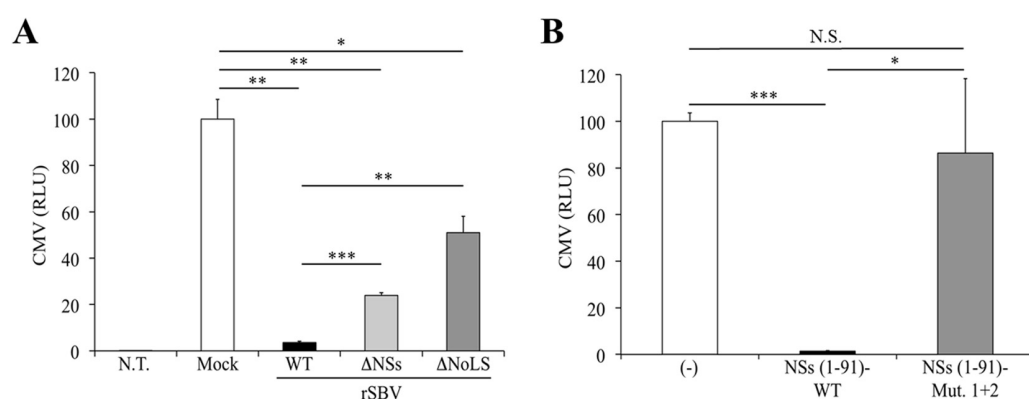 A
*
**
**
**
***
CMV (RLU)
120
100
80
60
40
20
0
N.T.
Mock
WT
ΔNSs
ΔNoLS
rSBV
B
N.S.
*
***
CMV (RLU)
120
100
80
60
40
20
0
(-)
NSs (1-91)-
WT
NSs (1-91)-
Mut. 1+2